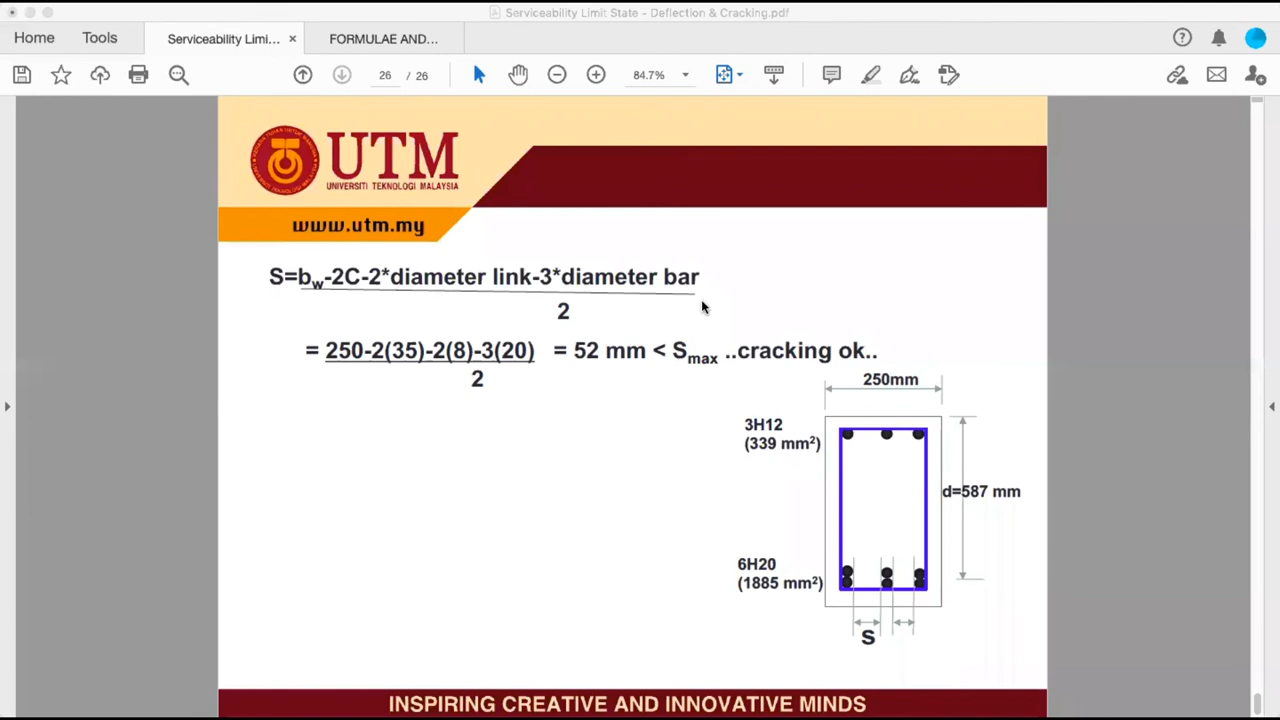 Serviceability Limit State - Deflection & Cracking.pdf
Home Tools Serviceability Limi... × FORMULAE AND...
26 / 26 84.7%
UTM
UNIVERSITI TEKNOLOGI MALAYSIA
www.utm.my
S=bw-2C-2*diameter link-3*diameter bar
2
= 250-2(35)-2(8)-3(20) = 52 mm < Smax ..cracking ok..
2
250mm
3H12
(339 mm²)
d=587 mm
6H20
(1885 mm²)
S
INSPIRING CREATIVE AND INNOVATIVE MINDS